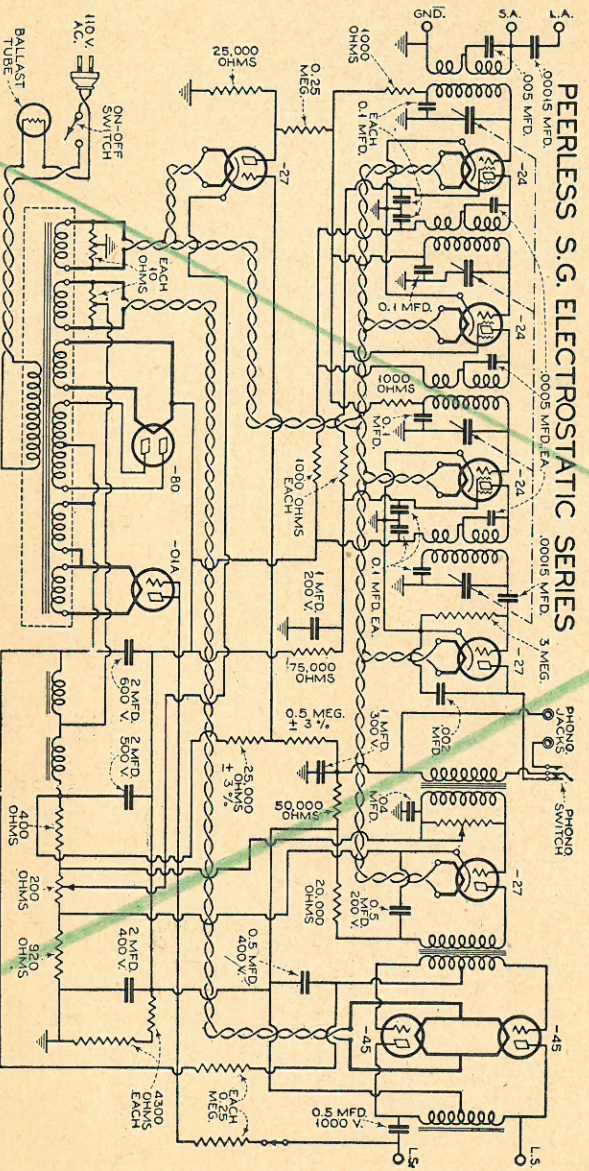 PEERLESS S.G. ELECTROSTATIC SERIES
L.A.
S.A.
GND.
.00015 MFD.
.005 MFD.
1000
OHMS
EACH
0.1 MFD.
-24
0.1 MFD.
-24
.0005 MFD. EA.
1000
OHMS
0.1
MFD.
-24
0.1 MFD. EA.
.00015 MFD.
3 MEG.
-27
.002
MFD.
PHONO
JACKS
PHONO
SWITCH
-27
-45
-45
L.S.
L.S.
0.5 MFD.
1000 V.
25,000
OHMS
0.25
MEG.
-27
1000 OHMS
EACH
1 MFD.
200 V.
75,000
OHMS
0.5 MEG.
±1
3 %
1 MFD.
300 V.
25,000
OHMS
± 3%
50,000
OHMS
.04
MFD.
20,000
OHMS
0.5
MFD.
200 V.
0.5 MFD.
400 V.
110 V.
A.C.
ON-OFF
SWITCH
BALLAST
TUBE
EACH
10
OHMS
-80
-01A
2 MFD.
600 V.
2 MFD.
500 V.
400
OHMS
200
OHMS
920
OHMS
2 MFD.
400 V.
4300
OHMS
EACH
EACH
0.25
MEG.